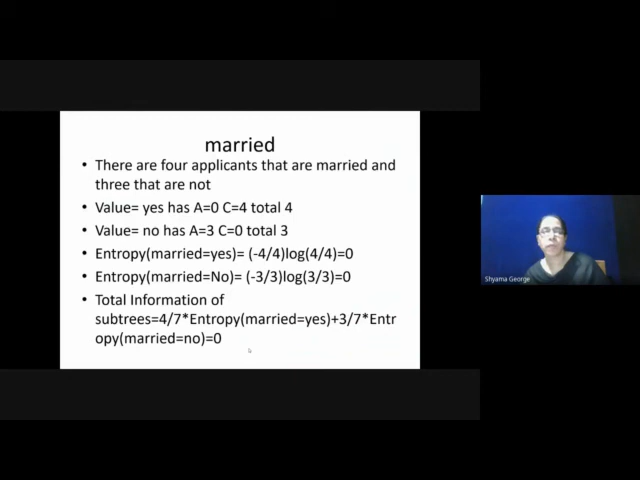 married
• There are four applicants that are married and
three that are not
• Value= yes has A=0 C=4 total 4
• Value= no has A=3 C=0 total 3
• Entropy(married=yes)= (-4/4)log(4/4)=0
• Entropy(married=No)= (-3/3)log(3/3)=0
• Total Information of
subtrees=4/7*Entropy(married=yes)+3/7*Entr
opy(married=no)=0
Shyama George